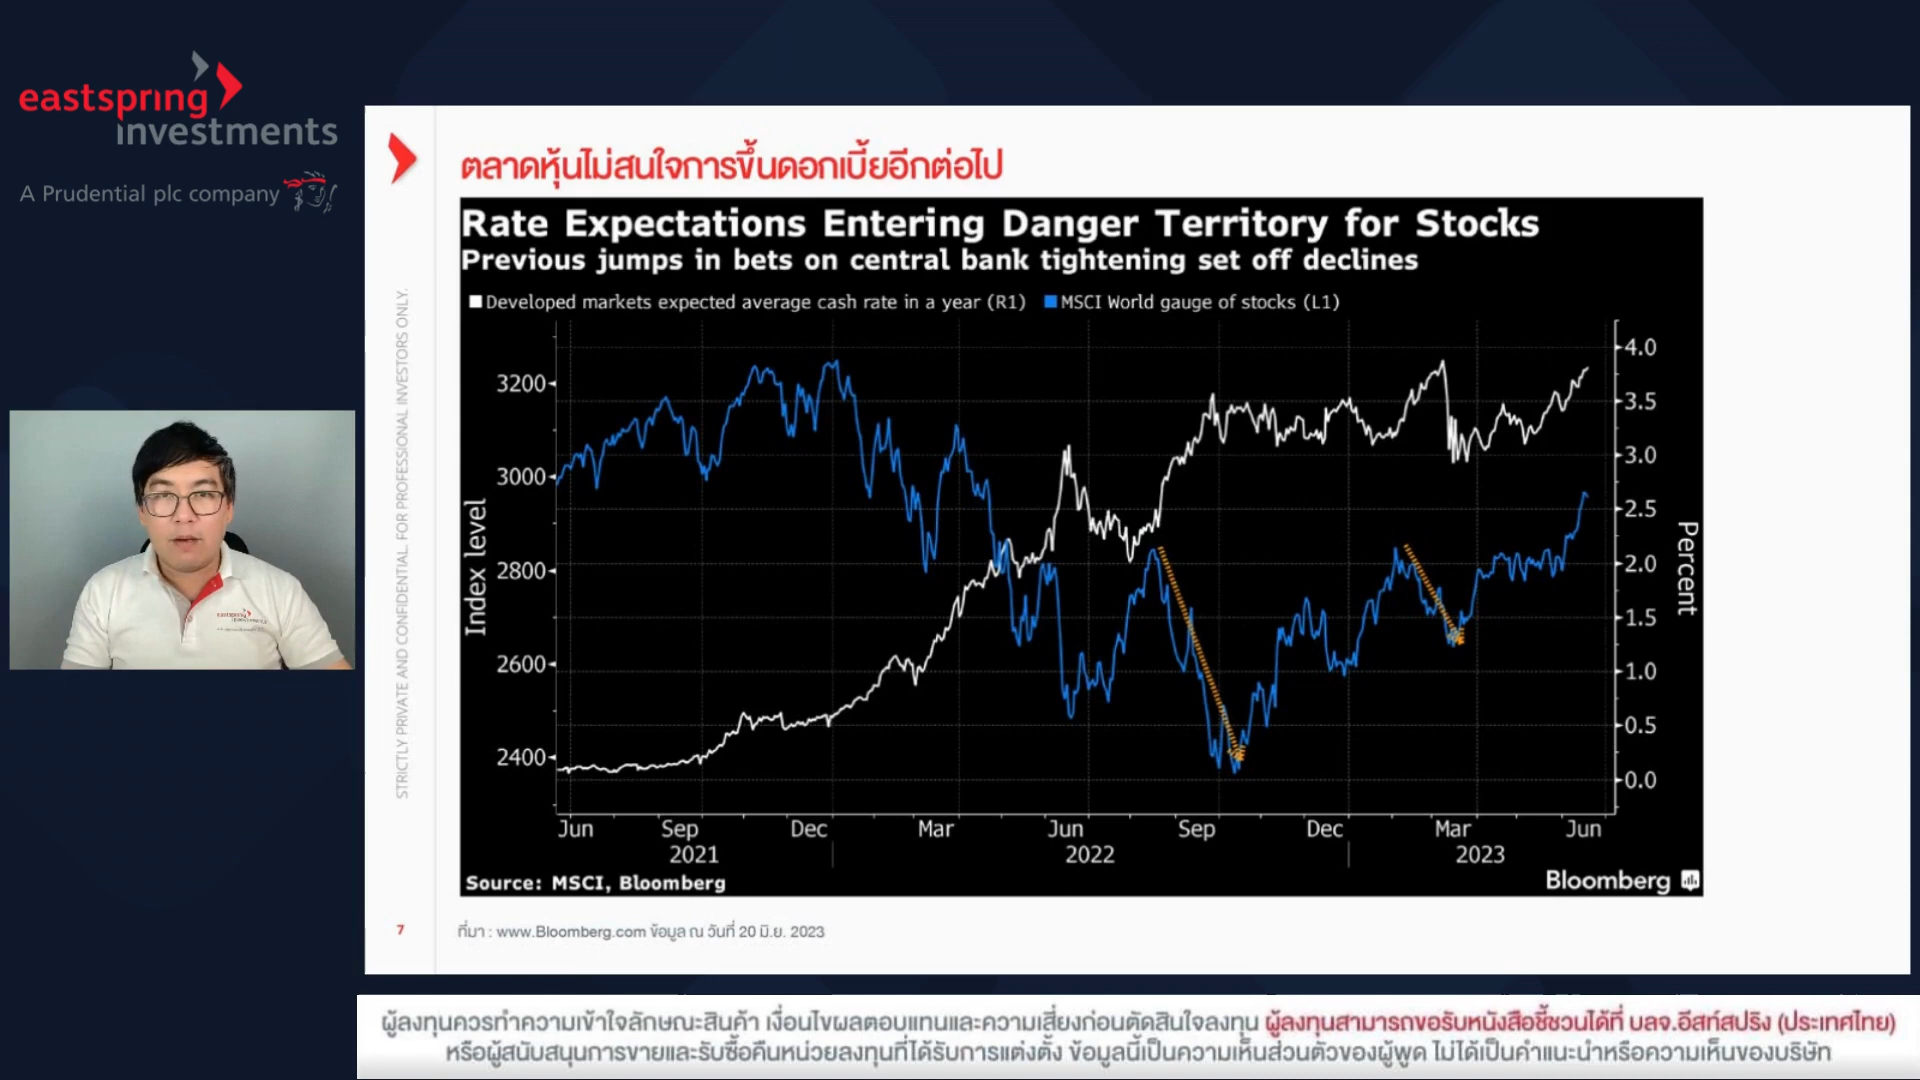 eastspring
investments
A Prudential plc company
ตลาดหุ้นไม่สนใจการขึ้นดอกเบี้ยอีกต่อไป
Rate Expectations Entering Danger Territory for Stocks
Previous jumps in bets on central bank tightening set off declines
Developed markets expected average cash rate in a year (R1) MSCI World gauge of stocks (L1)
STRICTLY PRIVATE AND CONFIDENTIAL. FOR PROFESSIONAL INVESTORS ONLY.
Index level
3200
3000
2800
2600
2400
4.0
3.5
3.0
2.5
2.0
1.5
1.0
0.5
0.0
Percent
Jun Sep Dec Mar Jun Sep Dec Mar Jun
2021 2022 2023
Source: MSCI, Bloomberg
Bloomberg
7
ที่มา : www.Bloomberg.com ข้อมูล ณ วันที่ 20 มิ.ย. 2023
eastspring
ผู้ลงทุนควรทำความเข้าใจลักษณะสินค้า เงื่อนไขผลตอบแทนและความเสี่ยงก่อนตัดสินใจลงทุน ผู้ลงทุนสามารถขอรับหนังสือชี้ชวนได้ที่ บลจ.อีสท์สปริง (ประเทศไทย)
หรือผู้สนับสนุนการขายและรับซื้อคืนหน่วยลงทุนที่ได้รับการแต่งตั้ง ข้อมูลนี้เป็นความเห็นส่วนตัวของผู้พูด ไม่ได้เป็นคำแนะนำหรือความเห็นของบริษัท